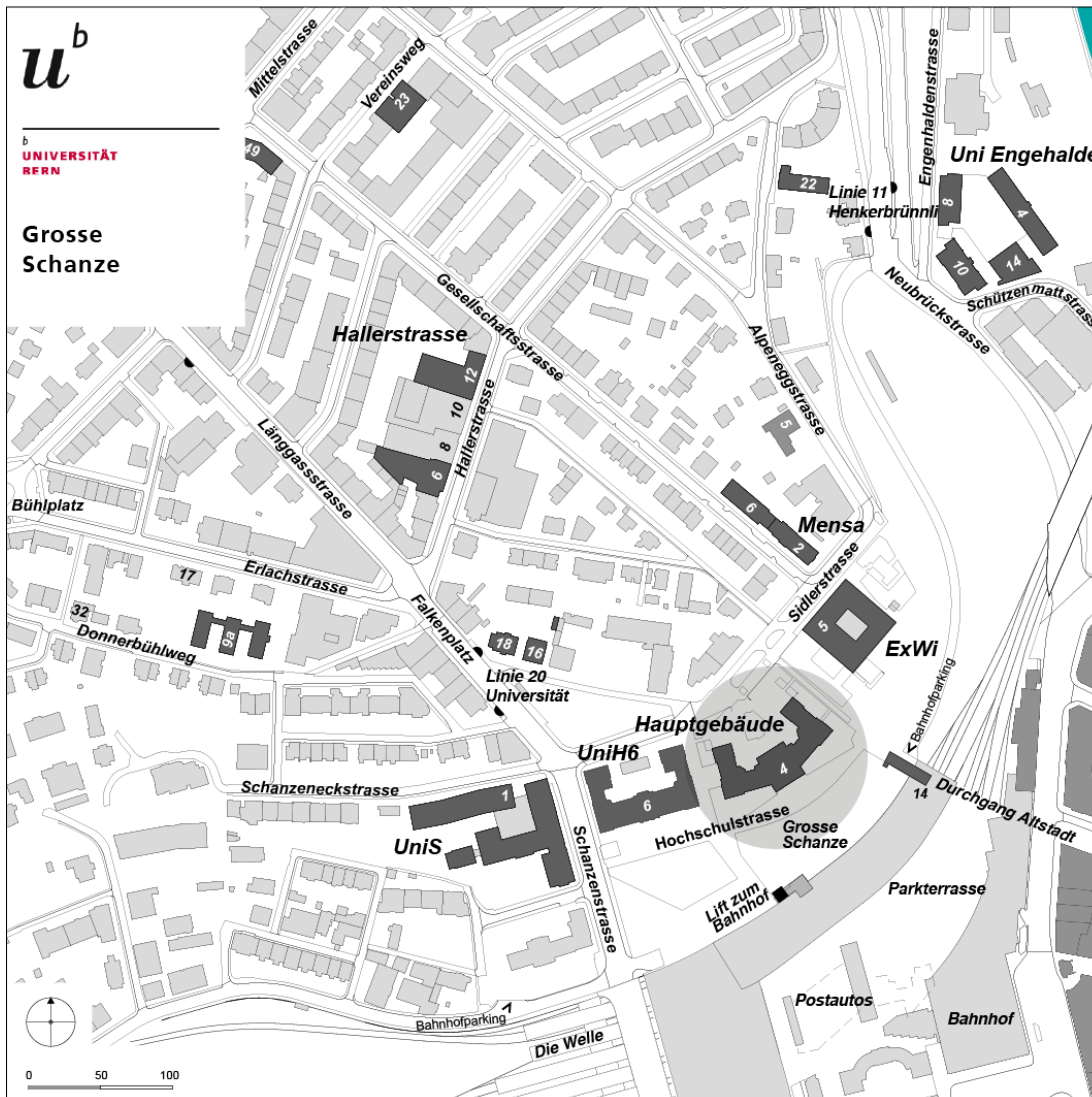 u
b
b
UNIVERSITÄT
BERN
Grosse
Schanze
Mittelstrasse
Vereinsweg
23
49
Engehaldenstrasse
Uni Engehalde
22
Linie 11
Henkerbrünnli
8
4
10
14
Schützenmattstrasse
Neubrückstrasse
Gesellschaftsstrasse
Alpeneggstrasse
Hallerstrasse
12
10
8
6
Hallerstrasse
5
Länggassstrasse
Bühlplatz
6
2
Mensa
Sidlerstrasse
Erlachstrasse
17
32
9a
Donnerbühlweg
Falkenplatz
18
16
Linie 20
Universität
5
ExWi
Bahnhofparking
Hauptgebäude
4
UniH6
6
Hochschulstrasse
Grosse
Schanze
14
Durchgang Altstadt
Schanzeneckstrasse
1
UniS
Schanzenstrasse
Lift zum
Bahnhof
Parkterrasse
Postautos
Bahnhof
Bahnhofparking
Die Welle
0
50
100